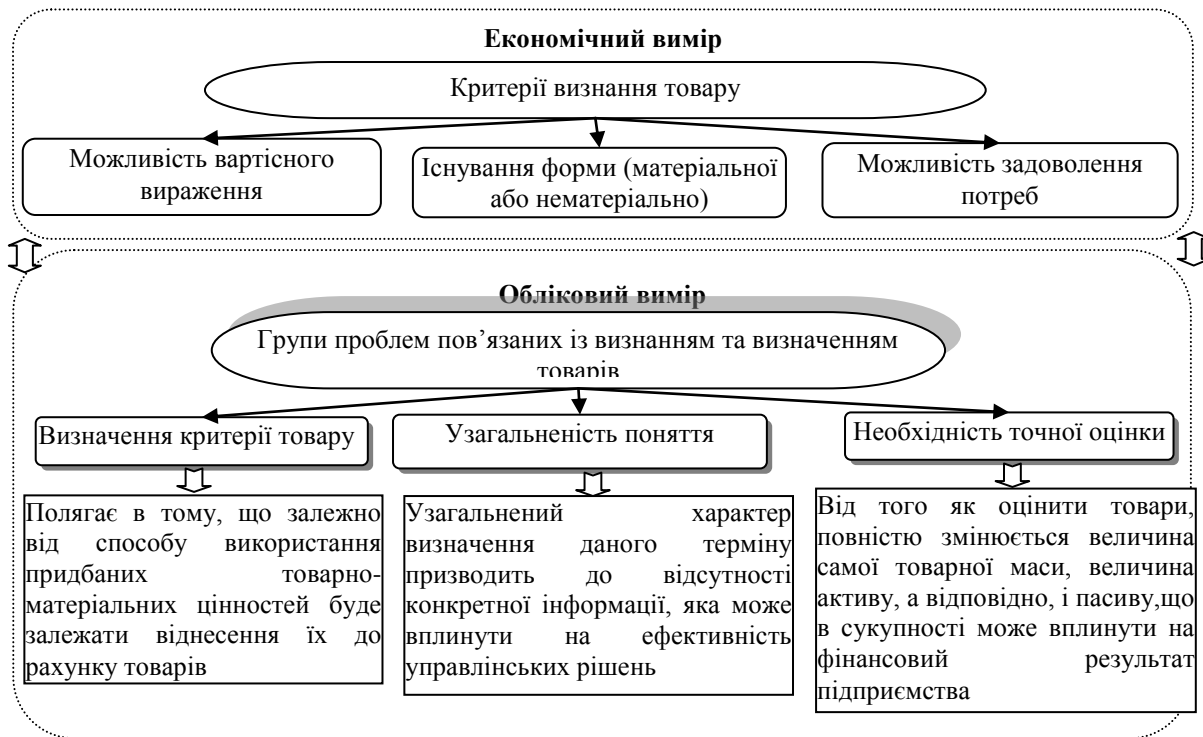 Економічний вимір
Критерії визнання товару
Можливість вартісного
вираження
Існування форми (матеріальної
або нематеріально)
Можливість задоволення
потреб
Обліковий вимір
Групи проблем пов’язаних із визнанням та визначенням
товарів
Визначення критерії товару
Узагальненість поняття
Необхідність точної оцінки
Полягає в тому, що залежно
від способу використання
придбаних товарно-
матеріальних цінностей буде
залежати віднесення їх до
рахунку товарів
Узагальнений характер
визначення даного терміну
призводить до відсутності
конкретної інформації, яка може
вплинути на ефективність
управлінських рішень
Від того як оцінити товари,
повністю змінюється величина
самої товарної маси, величина
активу, а відповідно, і пасиву,що
в сукупності може вплинути на
фінансовий результат
підприємства